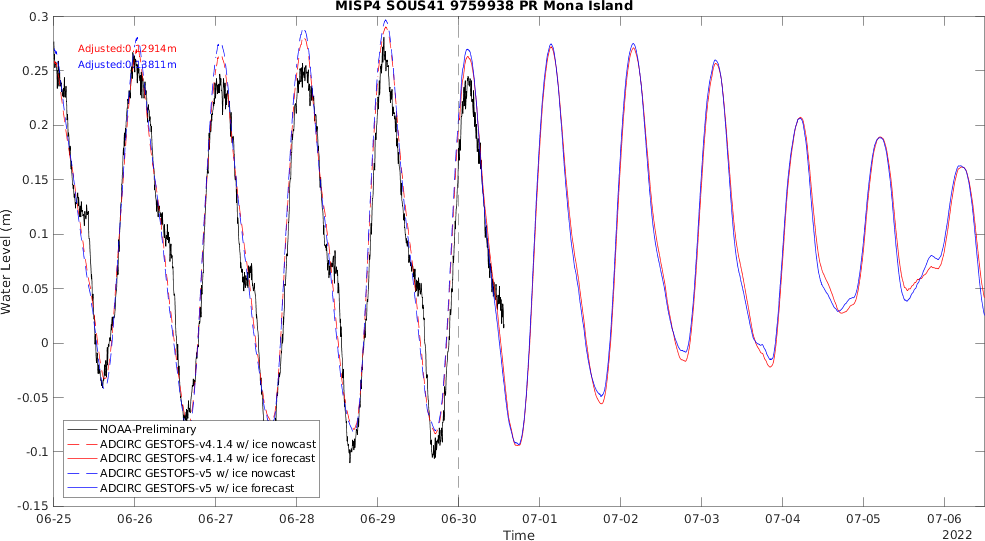 MISP4 SOUS41 9759938 PR Mona Island
0.3
0.25
0.2
0.15
0.1
0.05
0
-0.05
-0.1
-0.15
Water Level (m)
Adjusted:0.22914m
NOAA-Preliminary
ADCIRC GESTOFS-v4.1.4 w/ ice nowcast
ADCIRC GESTOFS-v4.1.4 w/ ice forecast
ADCIRC GESTOFS-v5 w/ ice nowcast
ADCIRC GESTOFS-v5 w/ ice forecast
06-25 06-26 06-27 06-28 06-29 06-30 07-01 07-02 07-03 07-04 07-05 07-06
Time
2022